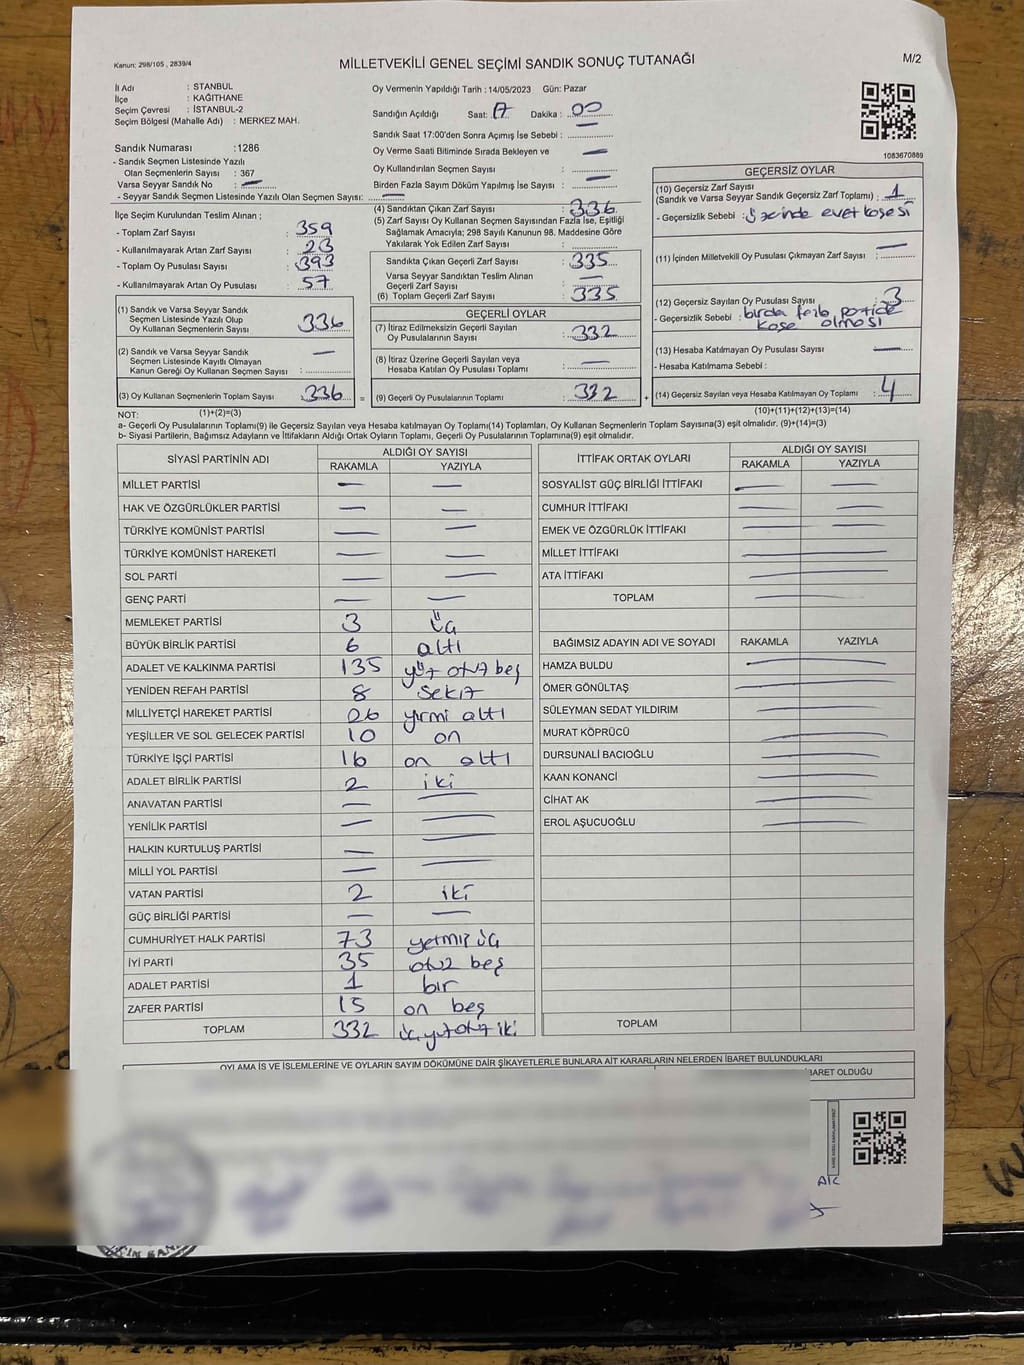 Kanun: 298/105 , 2839/4
MİLLETVEKİLİ GENEL SEÇİMİ SANDIK SONUÇ TUTANAĞI
M/2
İl Adı : STANBUL
İlçe : KAĞITHANE
Seçim Çevresi : İSTANBUL-2
Seçim Bölgesi (Mahalle Adı) : MERKEZ MAH.
Sandık Numarası :1286
- Sandık Seçmen Listesinde Yazılı
Olan Seçmenlerin Sayısı : 367
Varsa Seyyar Sandık No : —
- Seyyar Sandık Seçmen Listesinde Yazılı Olan Seçmen Sayısı: —
Oy Vermenin Yapıldığı Tarih : 14/05/2023 Gün: Pazar
Sandığın Açıldığı Saat: 17 Dakika : 00
Sandık Saat 17:00'den Sonra Açımış İse Sebebi : —
Oy Verme Saati Bitiminde Sırada Bekleyen ve —
Oy Kullandırılan Seçmen Sayısı :
Birden Fazla Sayım Döküm Yapılmış İse Sayısı : —
1083670889
İlçe Seçim Kurulundan Teslim Alınan ;
- Toplam Zarf Sayısı : 359
- Kullanılmayarak Artan Zarf Sayısı : 23
- Toplam Oy Pusulası Sayısı : 393
- Kullanılmayarak Artan Oy Pusulası : 57
(1) Sandık ve Varsa Seyyar Sandık
Seçmen Listesinde Yazılı Olup
Oy Kullanan Seçmenlerin Sayısı : 336
(2) Sandık ve Varsa Seyyar Sandık
Seçmen Listesinde Kayıtlı Olmayan
Kanun Gereği Oy Kullanan Seçmen Sayısı : —
(3) Oy Kullanan Seçmenlerin Toplam Sayısı : 336
(4) Sandıktan Çıkan Zarf Sayısı : 336
(5) Zarf Sayısı Oy Kullanan Seçmen Sayısından Fazla İse, Eşitliği
Sağlamak Amacıyla; 298 Sayılı Kanunun 98. Maddesine Göre
Yakılarak Yok Edilen Zarf Sayısı :
Sandıkta Çıkan Geçerli Zarf Sayısı : 335
Varsa Seyyar Sandıktan Teslim Alınan
Geçerli Zarf Sayısı : —
(6) Toplam Geçerli Zarf Sayısı : 335
GEÇERLİ OYLAR
(7) İtiraz Edilmeksizin Geçerli Sayılan
Oy Pusulalarının Sayısı : 332
(8) İtiraz Üzerine Geçerli Sayılan veya
Hesaba Katılan Oy Pusulası Toplamı : —
= (9) Geçerli Oy Pusulalarının Toplamı : 332
GEÇERSİZ OYLAR
(10) Geçersiz Zarf Sayısı
(Sandık ve Varsa Seyyar Sandık Geçersiz Zarf Toplamı) : 1
- Geçersizlik Sebebi : üzerinde evet kaşesi
(11) İçinden Milletvekili Oy Pusulası Çıkmayan Zarf Sayısı : —
(12) Geçersiz Sayılan Oy Pusulası Sayısı : 3
- Geçersizlik Sebebi : birda fazla partide
kaşe olması
(13) Hesaba Katılmayan Oy Pusulası Sayısı : —
- Hesaba Katılmama Sebebi :
+ (14) Geçersiz Sayılan veya Hesaba Katılmayan Oy Toplamı : 4
NOT: (1)+(2)=(3) (10)+(11)+(12)+(13)=(14)
a- Geçerli Oy Pusulalarının Toplamı(9) ile Geçersiz Sayılan veya Hesaba Katılmayan oy Toplamı(14) Toplamları, Oy Kullanan Seçmenlerin Toplam Sayısına(3) eşit olmalıdır. (9)+(14)=(3)
b- Siyasi Partilerin, Bağımsız Adayların ve İttifakların Aldığı Ortak Oyların Toplamı, Geçerli Oy Pusulalarının Toplamına(9) eşit olmalıdır.
SİYASİ PARTİNİN ADI ALDIĞI OY SAYISI
RAKAMLA YAZIYLA
MİLLET PARTİSİ — —
HAK VE ÖZGÜRLÜKLER PARTİSİ — —
TÜRKİYE KOMÜNİST PARTİSİ — —
TÜRKİYE KOMÜNİST HAREKETİ — —
SOL PARTİ — —
GENÇ PARTİ — —
MEMLEKET PARTİSİ 3 üç
BÜYÜK BİRLİK PARTİSİ 6 altı
ADALET VE KALKINMA PARTİSİ 135 yüz otuz beş
YENİDEN REFAH PARTİSİ 8 sekiz
MİLLİYETÇİ HAREKET PARTİSİ 26 yirmi altı
YEŞİLLER VE SOL GELECEK PARTİSİ 10 on
TÜRKİYE İŞÇİ PARTİSİ 16 on altı
ADALET BİRLİK PARTİSİ 2 iki
ANAVATAN PARTİSİ — —
YENİLİK PARTİSİ — —
HALKIN KURTULUŞ PARTİSİ — —
MİLLİ YOL PARTİSİ — —
VATAN PARTİSİ 2 iki
GÜÇ BİRLİĞİ PARTİSİ — —
CUMHURİYET HALK PARTİSİ 73 yetmiş üç
İYİ PARTİ 35 otuz beş
ADALET PARTİSİ 1 bir
ZAFER PARTİSİ 15 on beş
TOPLAM 332 üç yüz otuz iki
İTTİFAK ORTAK OYLARI ALDIĞI OY SAYISI
RAKAMLA YAZIYLA
SOSYALİST GÜÇ BİRLİĞİ İTTİFAKI — —
CUMHUR İTTİFAKI — —
EMEK VE ÖZGÜRLÜK İTTİFAKI — —
MİLLET İTTİFAKI —
ATA İTTİFAKI —
TOPLAM —
BAĞIMSIZ ADAYIN ADI VE SOYADI RAKAMLA YAZIYLA
HAMZA BULDU —
ÖMER GÖNÜLTAŞ —
SÜLEYMAN SEDAT YILDIRIM —
MURAT KÖPRÜCÜ —
DURSUNALİ BACIOĞLU —
KAAN KONANCİ —
CİHAT AK —
EROL AŞUCUOĞLU —
TOPLAM
OYLAMA İŞ VE İŞLEMLERİNE VE OYLARIN SAYIM DÖKÜMÜNE DAİR ŞİKAYETLERLE BUNLARA AİT KARARLARIN NELERDEN İBARET BULUNDUKLARI
İBARET OLDUĞU